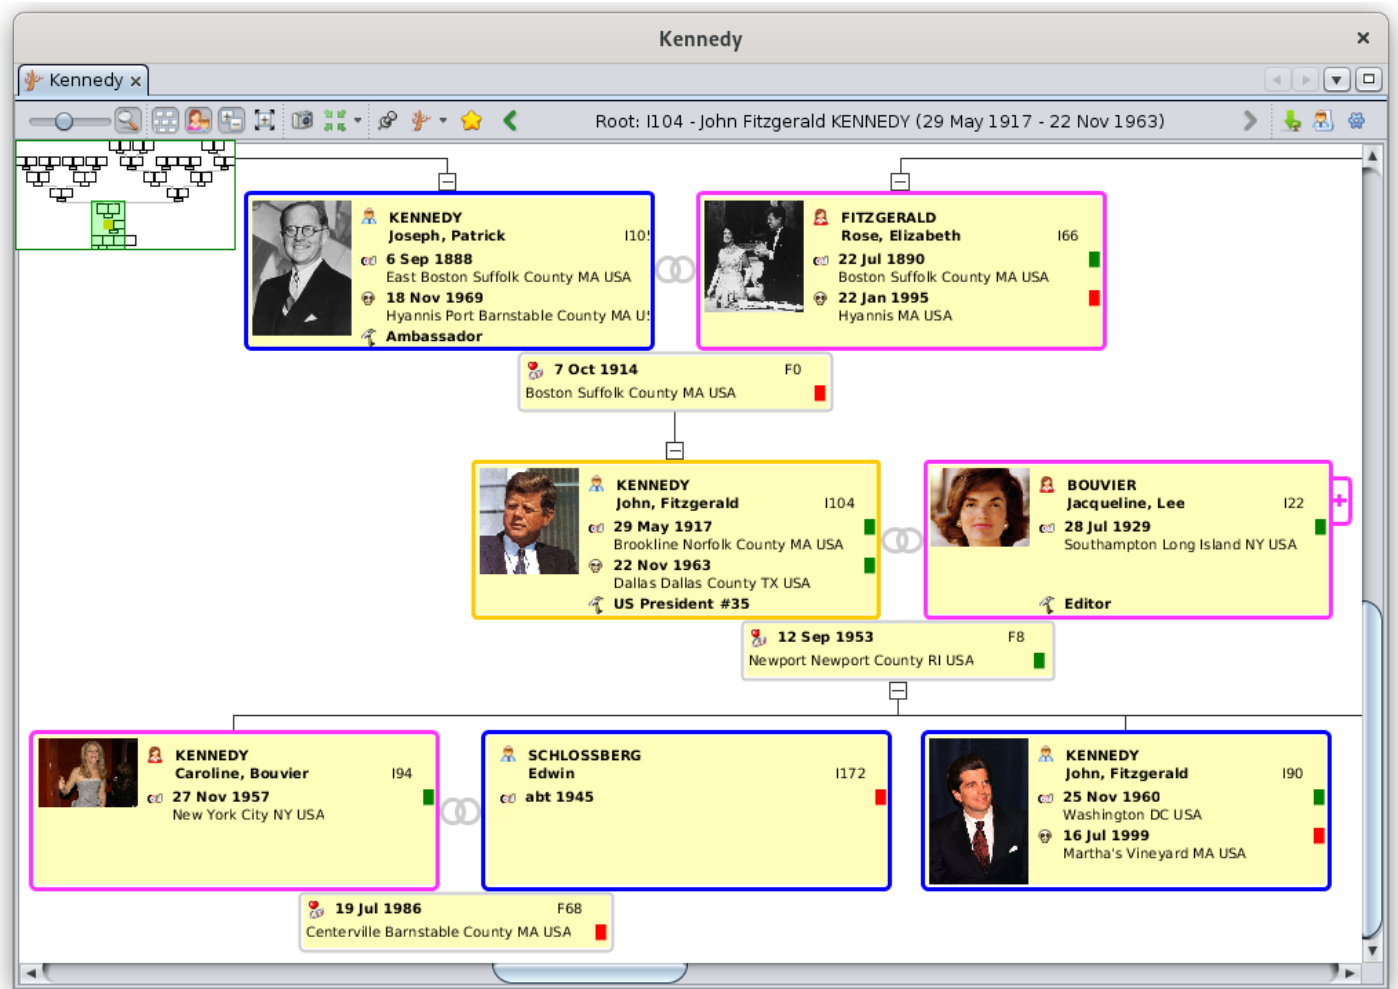 Kennedy
Kennedy
Root: I104 - John Fitzgerald KENNEDY (29 May 1917 - 22 Nov 1963)
KENNEDY
Joseph, Patrick I10
6 Sep 1888
East Boston Suffolk County MA USA
18 Nov 1969
Hyannis Port Barnstable County MA U
Ambassador
FITZGERALD
Rose, Elizabeth I66
22 Jul 1890
Boston Suffolk County MA USA
22 Jan 1995
Hyannis MA USA
7 Oct 1914 F0
Boston Suffolk County MA USA
KENNEDY
John, Fitzgerald I104
29 May 1917
Brookline Norfolk County MA USA
22 Nov 1963
Dallas Dallas County TX USA
US President #35
BOUVIER
Jacqueline, Lee I22
28 Jul 1929
Southampton Long Island NY USA
Editor
12 Sep 1953 F8
Newport Newport County RI USA
KENNEDY
Caroline, Bouvier I94
27 Nov 1957
New York City NY USA
SCHLOSSBERG
Edwin I172
abt 1945
KENNEDY
John, Fitzgerald I90
25 Nov 1960
Washington DC USA
16 Jul 1999
Martha's Vineyard MA USA
19 Jul 1986 F68
Centerville Barnstable County MA USA